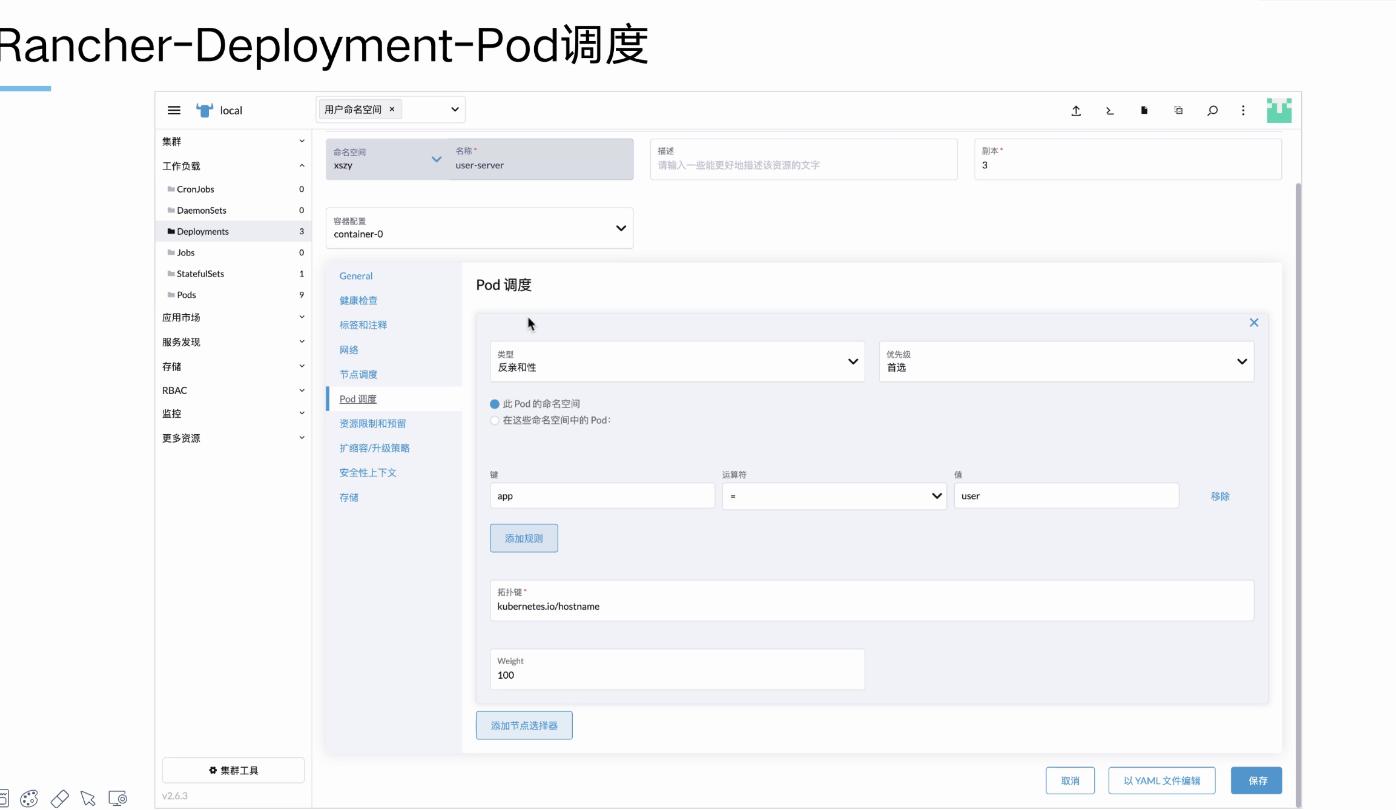 Rancher-Deployment-Pod调度
local
用户命名空间 ×
集群
工作负载
CronJobs 0
DaemonSets 0
Deployments 3
Jobs 0
StatefulSets 1
Pods 9
应用市场
服务发现
存储
RBAC
监控
更多资源
集群工具
v2.6.3
命名空间
xszy
名称*
user-server
描述
请输入一些能更好地描述该资源的文字
副本*
3
容器配置
container-0
General
健康检查
标签和注释
网络
节点调度
Pod 调度
资源限制和预留
扩缩容/升级策略
安全性上下文
存储
Pod 调度
类型
反亲和性
优先级
首选
此 Pod 的命名空间
在这些命名空间中的 Pod:
键 运算符 值
app = user 移除
添加规则
拓扑键*
kubernetes.io/hostname
Weight
100
添加节点选择器
取消 以 YAML 文件编辑 保存